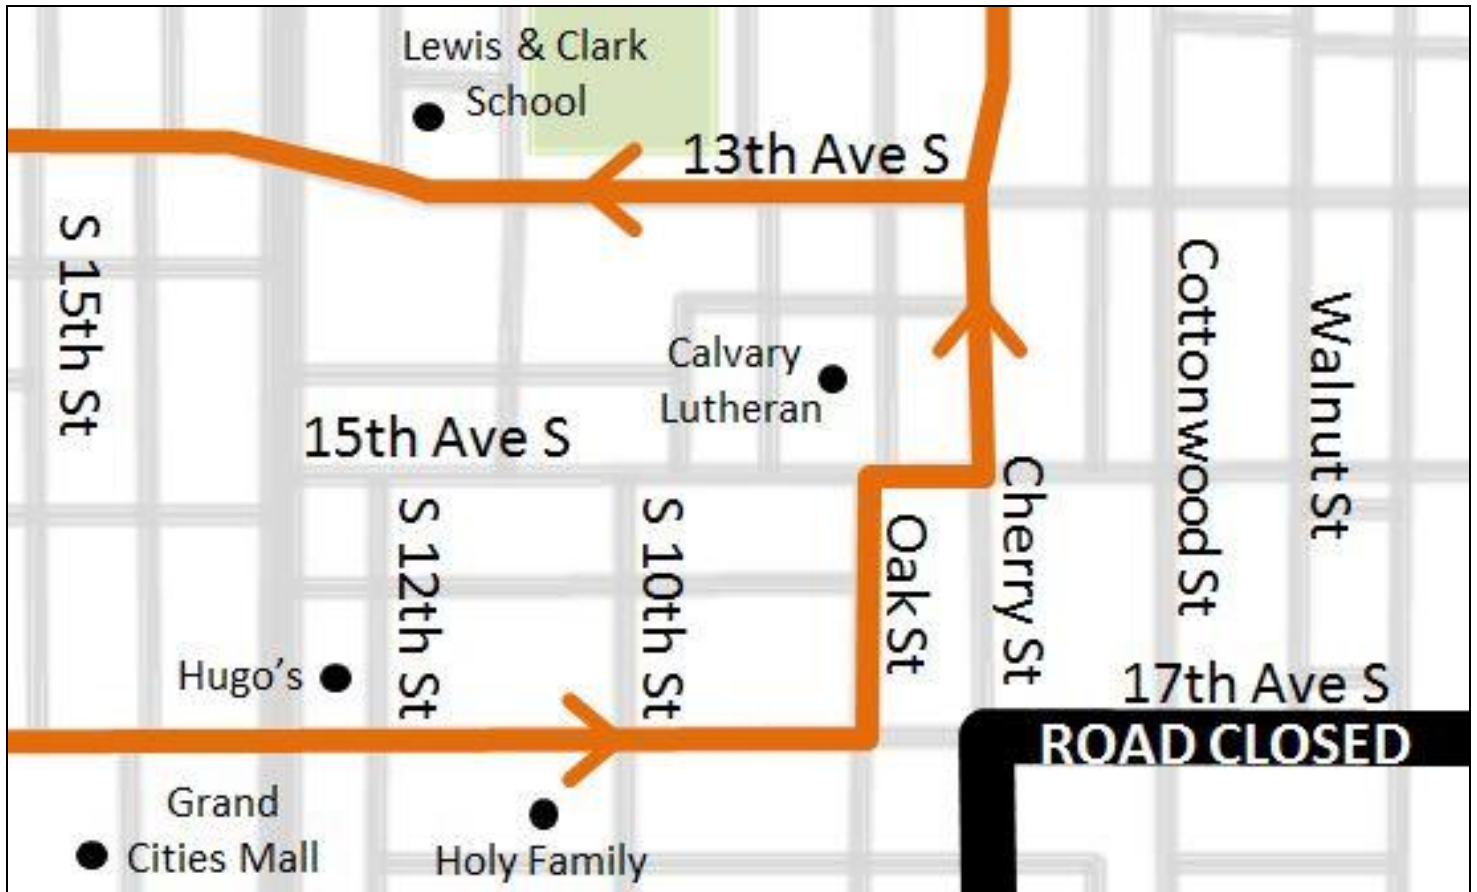 Lewis & Clark
School
13th Ave S
S 15th St
Cottonwood St
Walnut St
Calvary
Lutheran
15th Ave S
Cherry St
S 12th St
S 10th St
Oak St
Hugo's
17th Ave S
ROAD CLOSED
Grand
Cities Mall
Holy Family